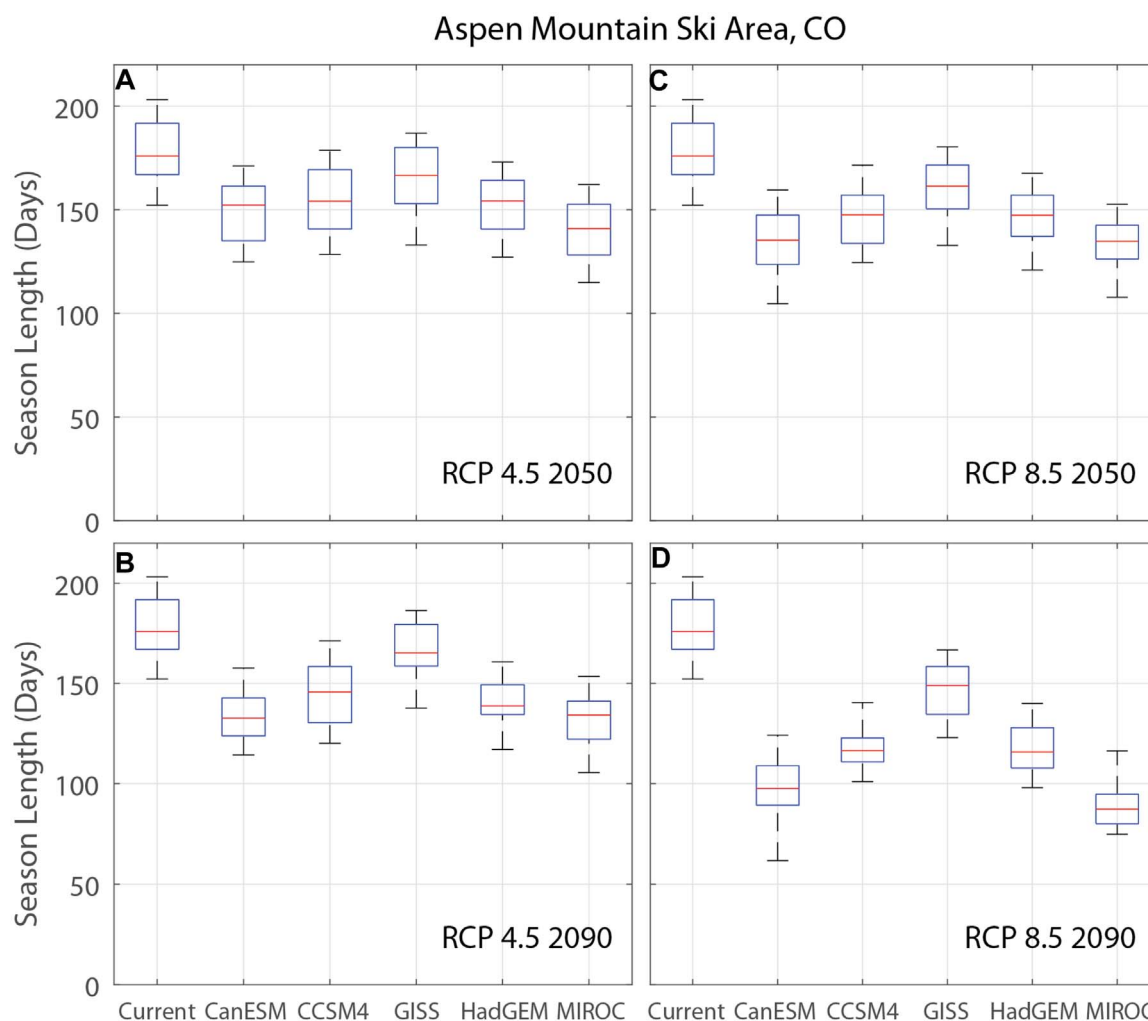 Aspen Mountain Ski Area, CO
A
C
200
150
100
50
0
Season Length (Days)
RCP 4.5 2050
RCP 8.5 2050
B
D
200
150
100
50
0
Season Length (Days)
RCP 4.5 2090
RCP 8.5 2090
Current CanESM CCSM4 GISS HadGEM MIROC
Current CanESM CCSM4 GISS HadGEM MIROC